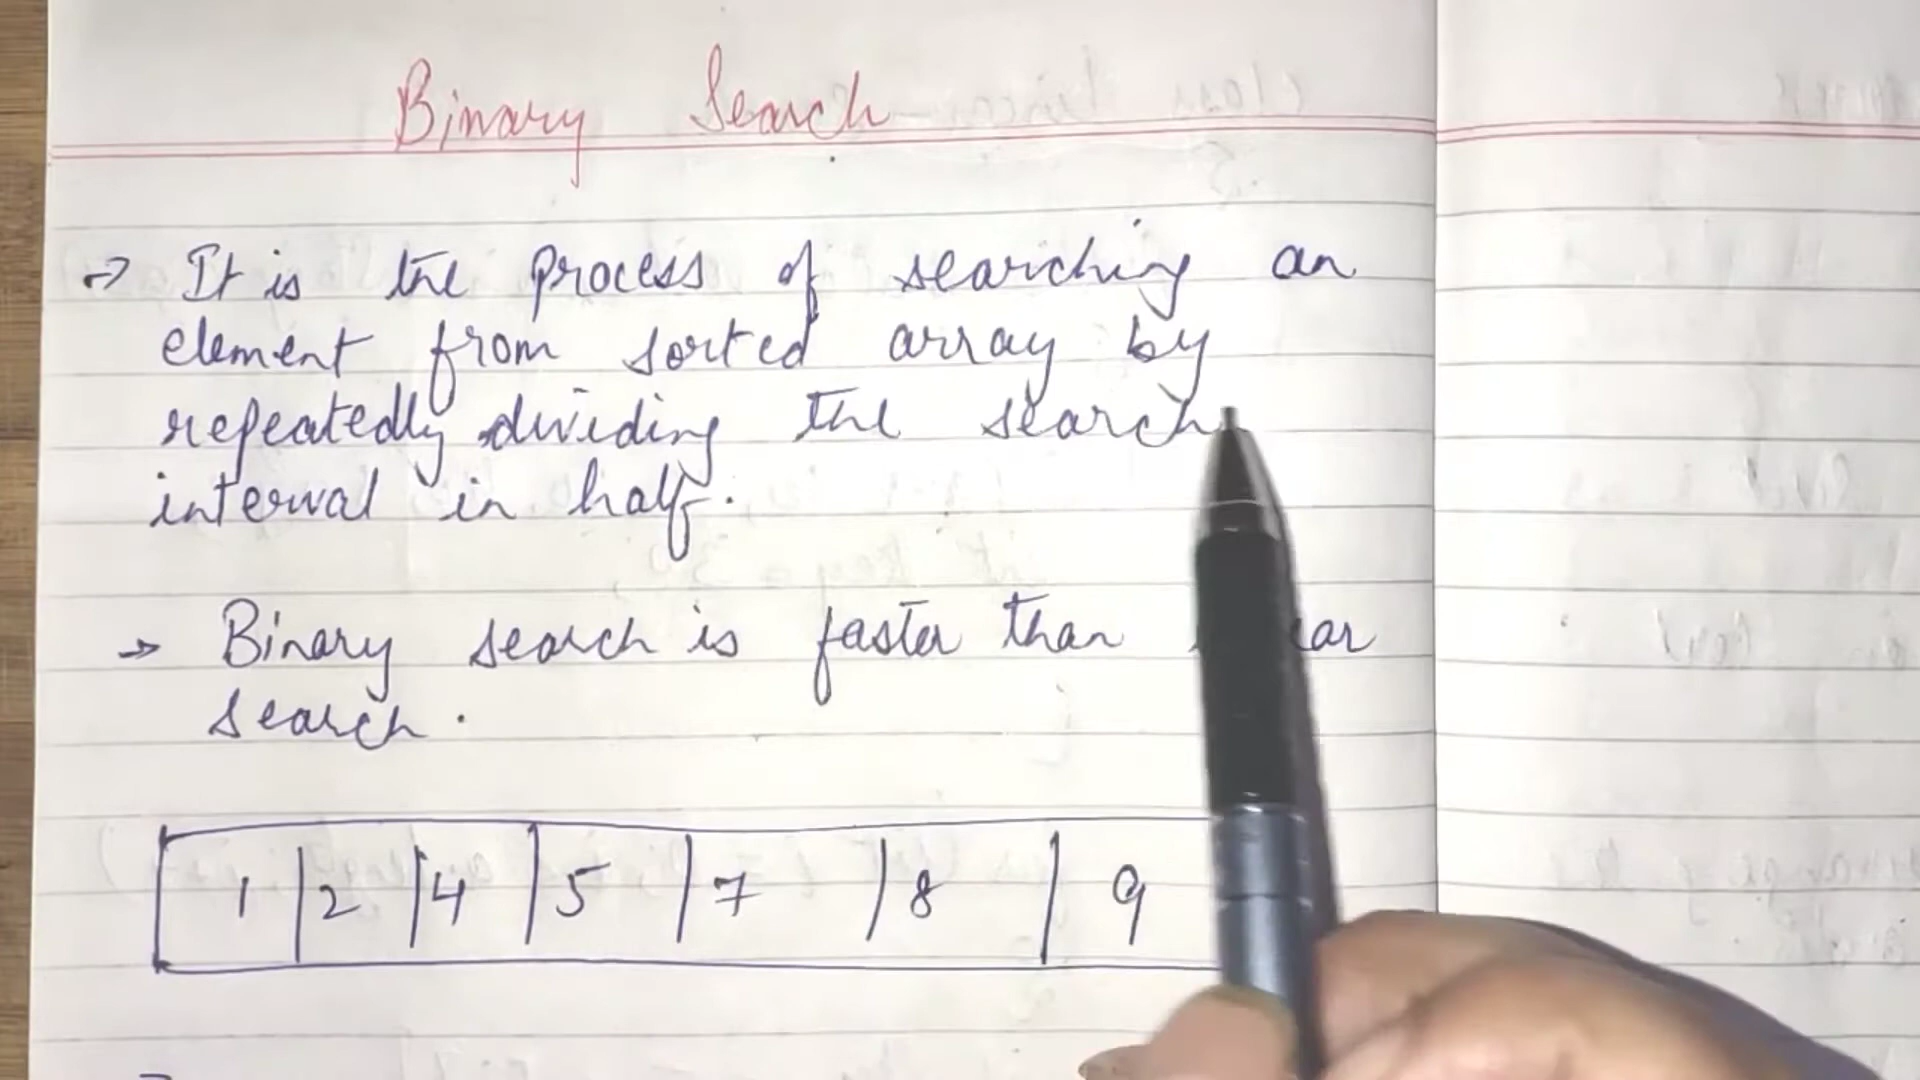 Binary Search
→ It is the process of searching an
element from sorted array by
repeatedly dividing the search
interval in half.
→ Binary search is faster than
search.
1 | 2 | 4 | 5 | 7 | 8 | 9